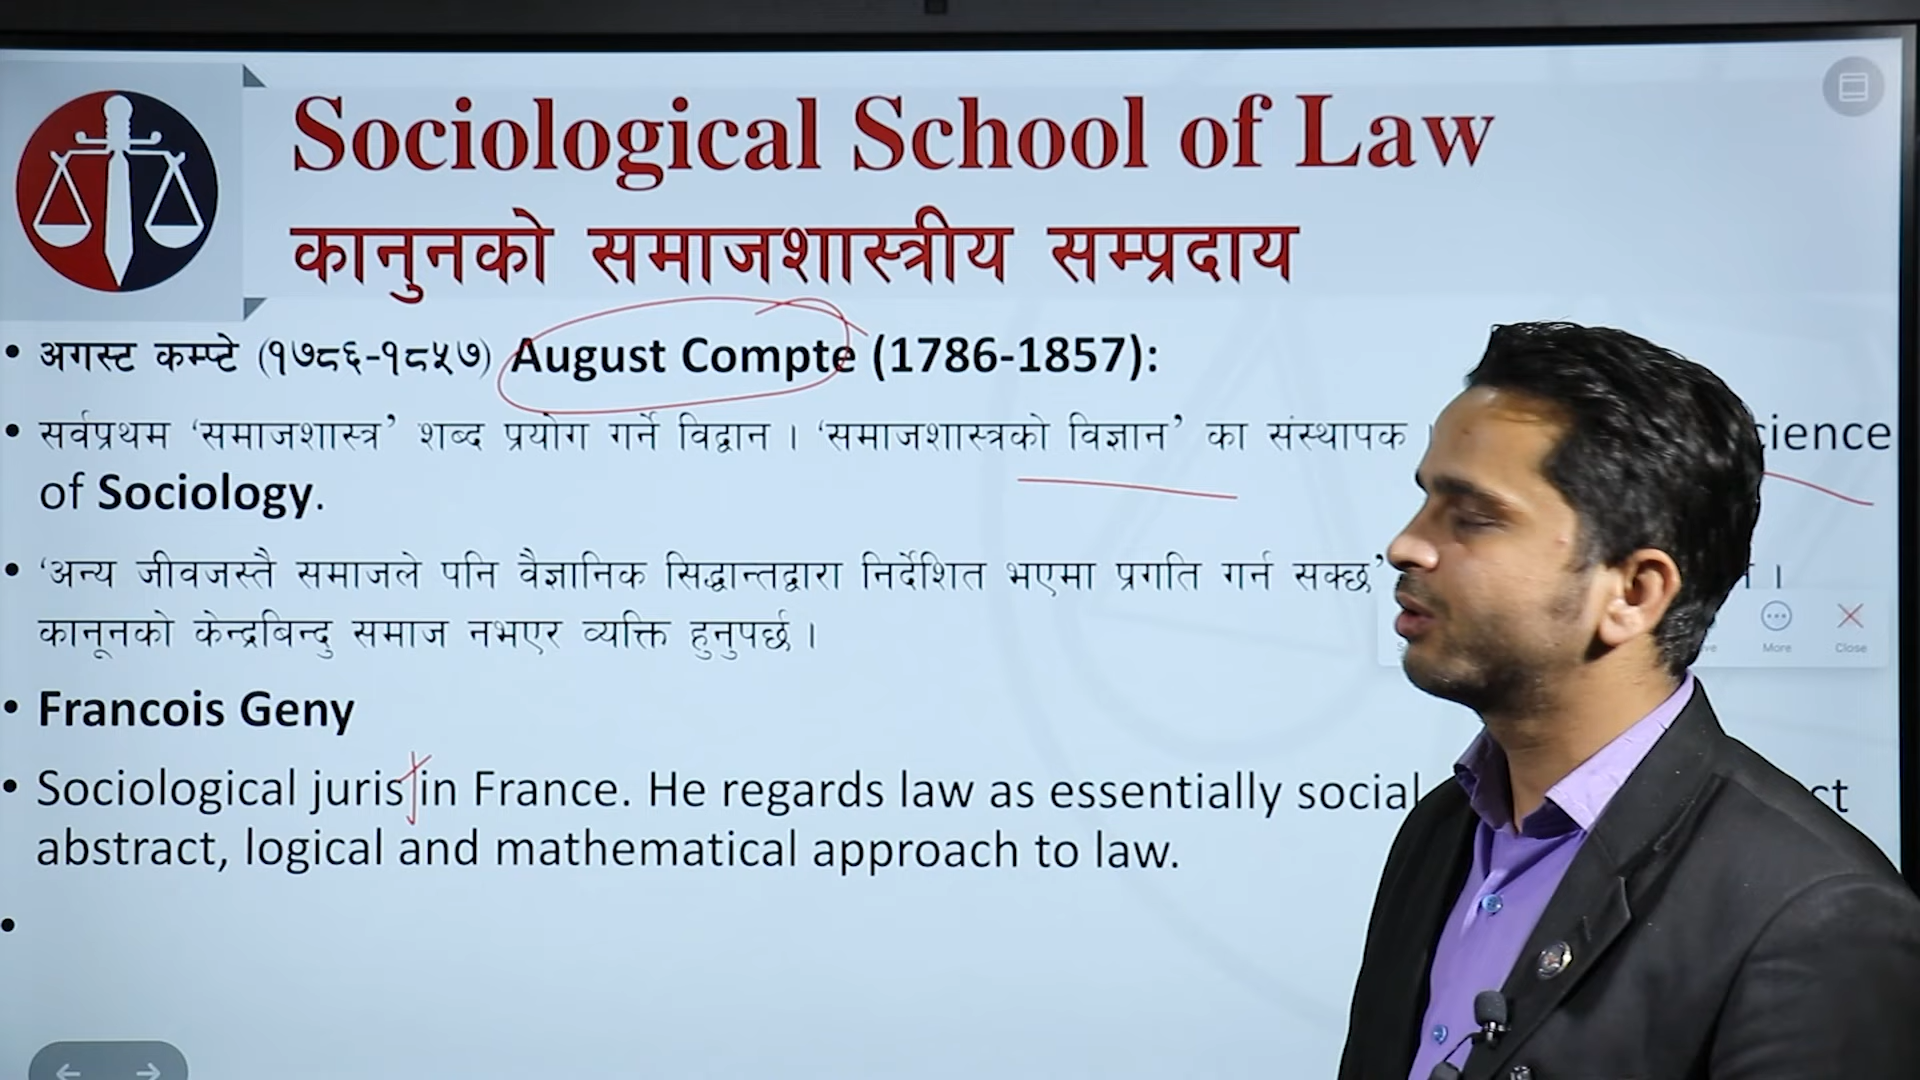 Sociological School of Law
कानुनको समाजशास्त्रीय सम्प्रदाय
• अगस्ट कम्प्टे (१७८६-१८५७) August Compte (1786-1857):
• सर्वप्रथम ‘समाजशास्त्र’ शब्द प्रयोग गर्ने विद्वान । ‘समाजशास्त्रको विज्ञान’ का संस्थापक । cience
of Sociology.
• ‘अन्य जीवजस्तै समाजले पनि वैज्ञानिक सिद्धान्तद्वारा निर्देशित भएमा प्रगति गर्न सक्छ’ ।
कानूनको केन्द्रबिन्दु समाज नभएर व्यक्ति हुनुपर्छ ।
More
Close
• Francois Geny
• Sociological juris in France. He regards law as essentially social ct
abstract, logical and mathematical approach to law.